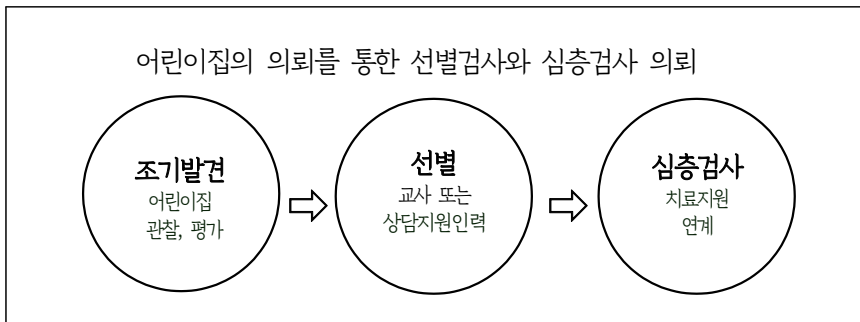 어린이집의 의뢰를 통한 선별검사와 심층검사 의뢰
조기발견
어린이집
관찰, 평가
선별
교사 또는
상담지원인력
심층검사
치료지원
연계